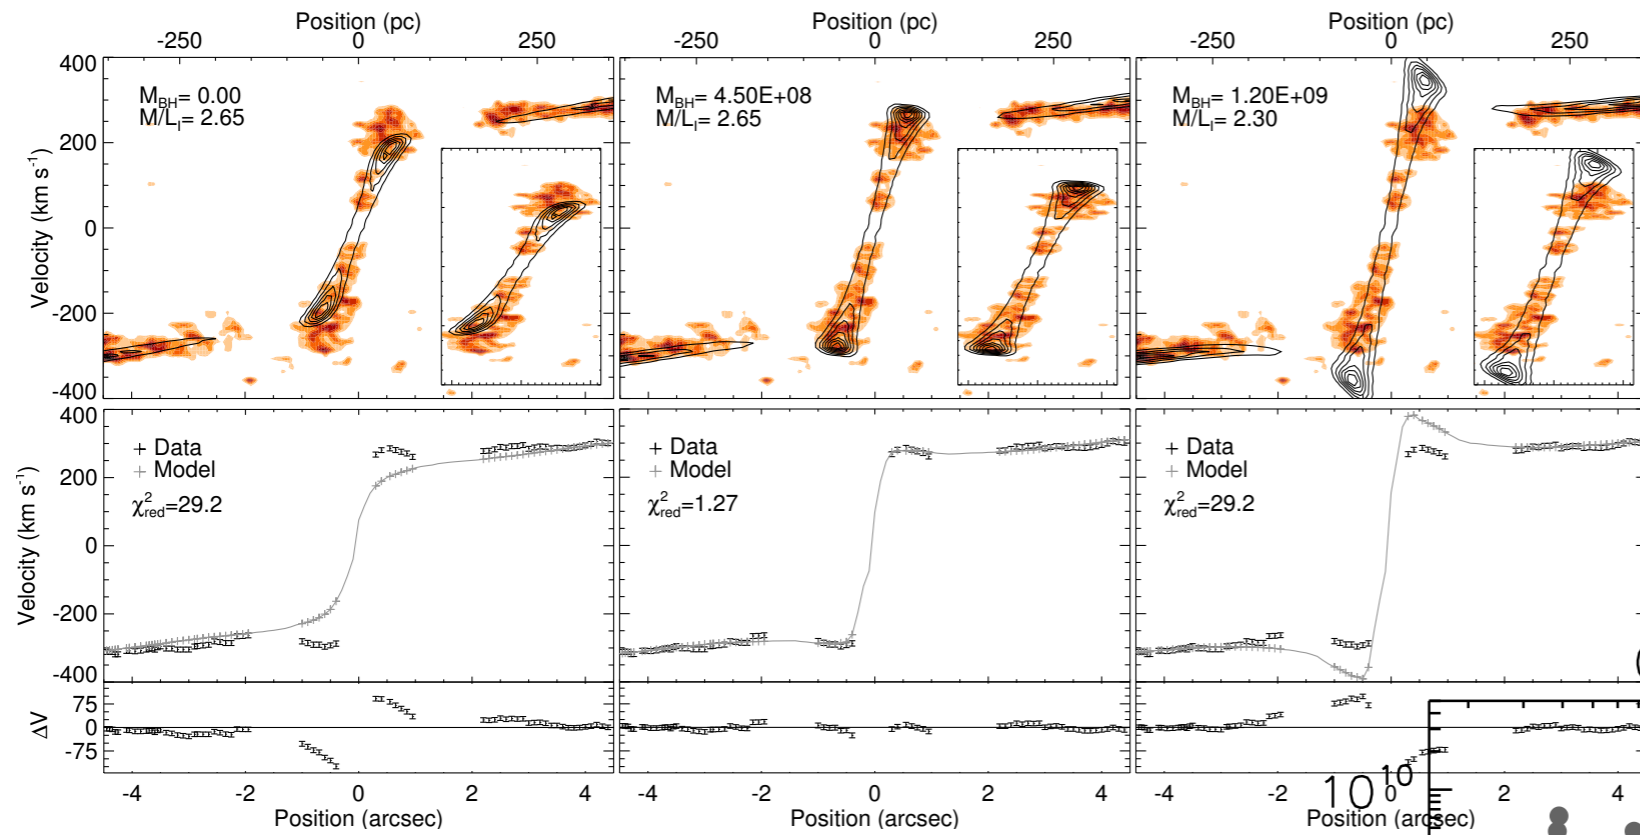 Position (pc)
Position (pc)
Position (pc)
-250 0 250
-250 0 250
-250 0 250
400
200
0
-200
-400
Velocity (km s⁻¹)
M_BH= 0.00
M/L_I= 2.65
M_BH= 4.50E+08
M/L_I= 2.65
M_BH= 1.20E+09
M/L_I= 2.30
400
200
0
-200
-400
Velocity (km s⁻¹)
+ Data
+ Model
χ²_red=29.2
+ Data
+ Model
χ²_red=1.27
+ Data
+ Model
χ²_red=29.2
75
0
-75
ΔV
10¹⁰
-4 -2 0 2 4
-2 0 2 4
-2 0 2 4
Position (arcsec)
Position (arcsec)
Position (arcsec)